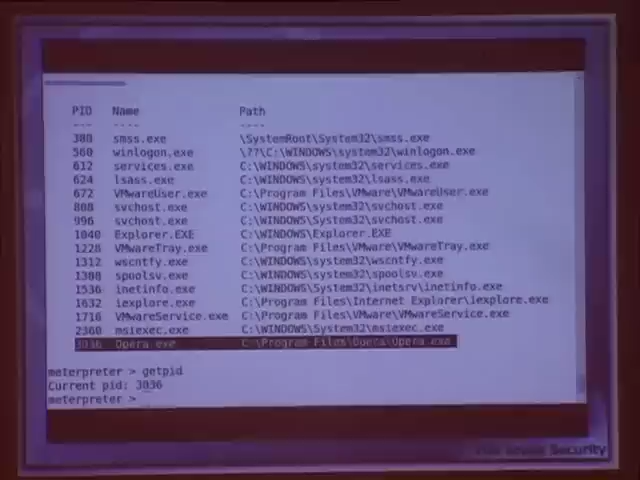 PID Name Path
--- ---- ----
380 smss.exe \SystemRoot\System32\smss.exe
560 winlogon.exe \??\C:\WINDOWS\system32\winlogon.exe
612 services.exe C:\WINDOWS\system32\services.exe
624 lsass.exe C:\WINDOWS\system32\lsass.exe
672 VMwareUser.exe C:\Program Files\VMware\VMwareUser.exe
808 svchost.exe C:\WINDOWS\system32\svchost.exe
996 svchost.exe C:\WINDOWS\System32\svchost.exe
1040 Explorer.EXE C:\WINDOWS\Explorer.EXE
1228 VMwareTray.exe C:\Program Files\VMware\VMwareTray.exe
1312 wscntfy.exe C:\WINDOWS\system32\wscntfy.exe
1308 spoolsv.exe C:\WINDOWS\system32\spoolsv.exe
1536 inetinfo.exe C:\WINDOWS\System32\inetsrv\inetinfo.exe
1632 iexplore.exe C:\Program Files\Internet Explorer\iexplore.exe
1716 VMwareService.exe C:\Program Files\VMware\VMwareService.exe
2360 msiexec.exe C:\WINDOWS\System32\msiexec.exe
3036 Opera.exe C:\Program Files\Opera\Opera.exe
meterpreter > getpid
Current pid: 3036
meterpreter >
Security